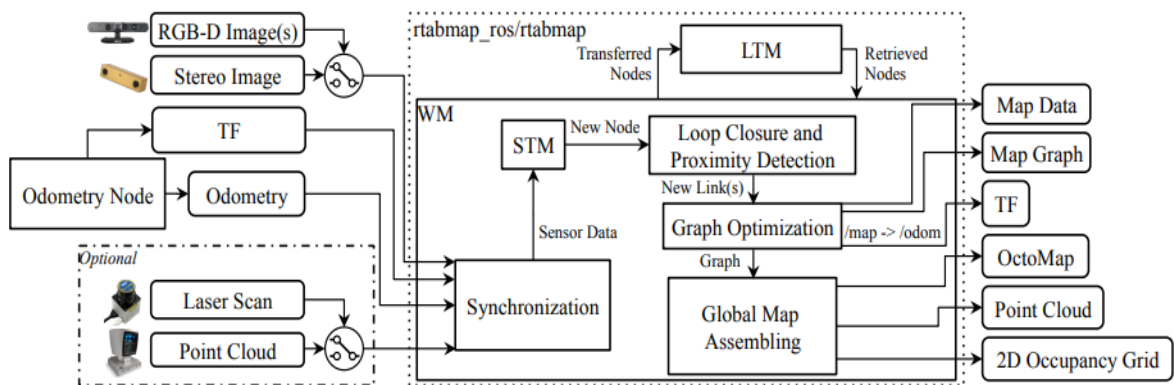 RGB-D Image(s)
Stereo Image
TF
Odometry Node
Odometry
Optional
Laser Scan
Point Cloud
rtabmap_ros/rtabmap
Transferred
Nodes
LTM
Retrieved
Nodes
WM
STM
New Node
Loop Closure and
Proximity Detection
New Link(s)
Graph Optimization
/map -> /odom
Sensor Data
Graph
Synchronization
Global Map
Assembling
Map Data
Map Graph
TF
OctoMap
Point Cloud
2D Occupancy Grid